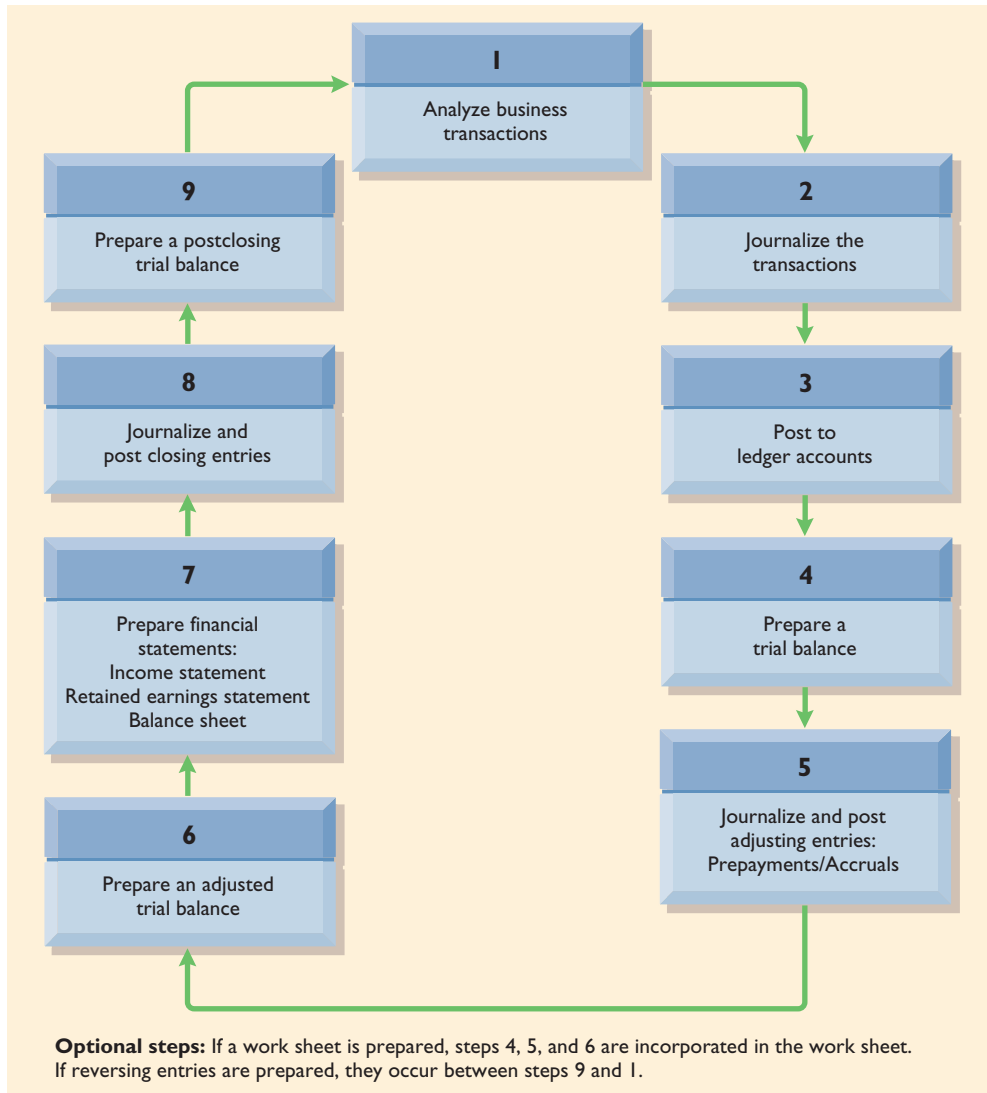 1
Analyze business
transactions
2
Journalize the
transactions
3
Post to
ledger accounts
4
Prepare a
trial balance
5
Journalize and post
adjusting entries:
Prepayments/Accruals
6
Prepare an adjusted
trial balance
7
Prepare financial
statements:
Income statement
Retained earnings statement
Balance sheet
8
Journalize and
post closing entries
9
Prepare a postclosing
trial balance
Optional steps: If a work sheet is prepared, steps 4, 5, and 6 are incorporated in the work sheet.
If reversing entries are prepared, they occur between steps 9 and 1.